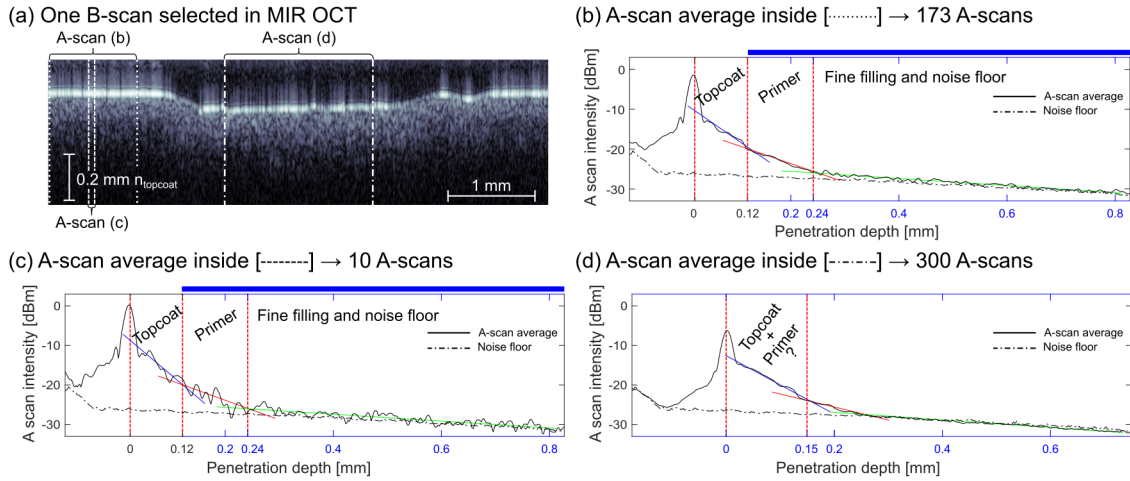 (a) One B-scan selected in MIR OCT
A-scan (b)
A-scan (d)
0.2 mm n_topcoat
1 mm
A-scan (c)
(b) A-scan average inside [..........] → 173 A-scans
A scan intensity [dBm]
0
-10
-20
-30
Topcoat
Primer
Fine filling and noise floor
A-scan average
Noise floor
0
0.12
0.2
0.24
0.4
0.6
0.8
Penetration depth [mm]
(c) A-scan average inside [--------] → 10 A-scans
A scan intensity [dBm]
0
-10
-20
-30
Topcoat
Primer
Fine filling and noise floor
A-scan average
Noise floor
0
0.12
0.2
0.24
0.4
0.6
0.8
Penetration depth [mm]
(d) A-scan average inside [-·-·-·-] → 300 A-scans
A scan intensity [dBm]
0
-10
-20
-30
Topcoat
+
Primer
?
A-scan average
Noise floor
0
0.15
0.2
0.4
0.6
Penetration depth [mm]